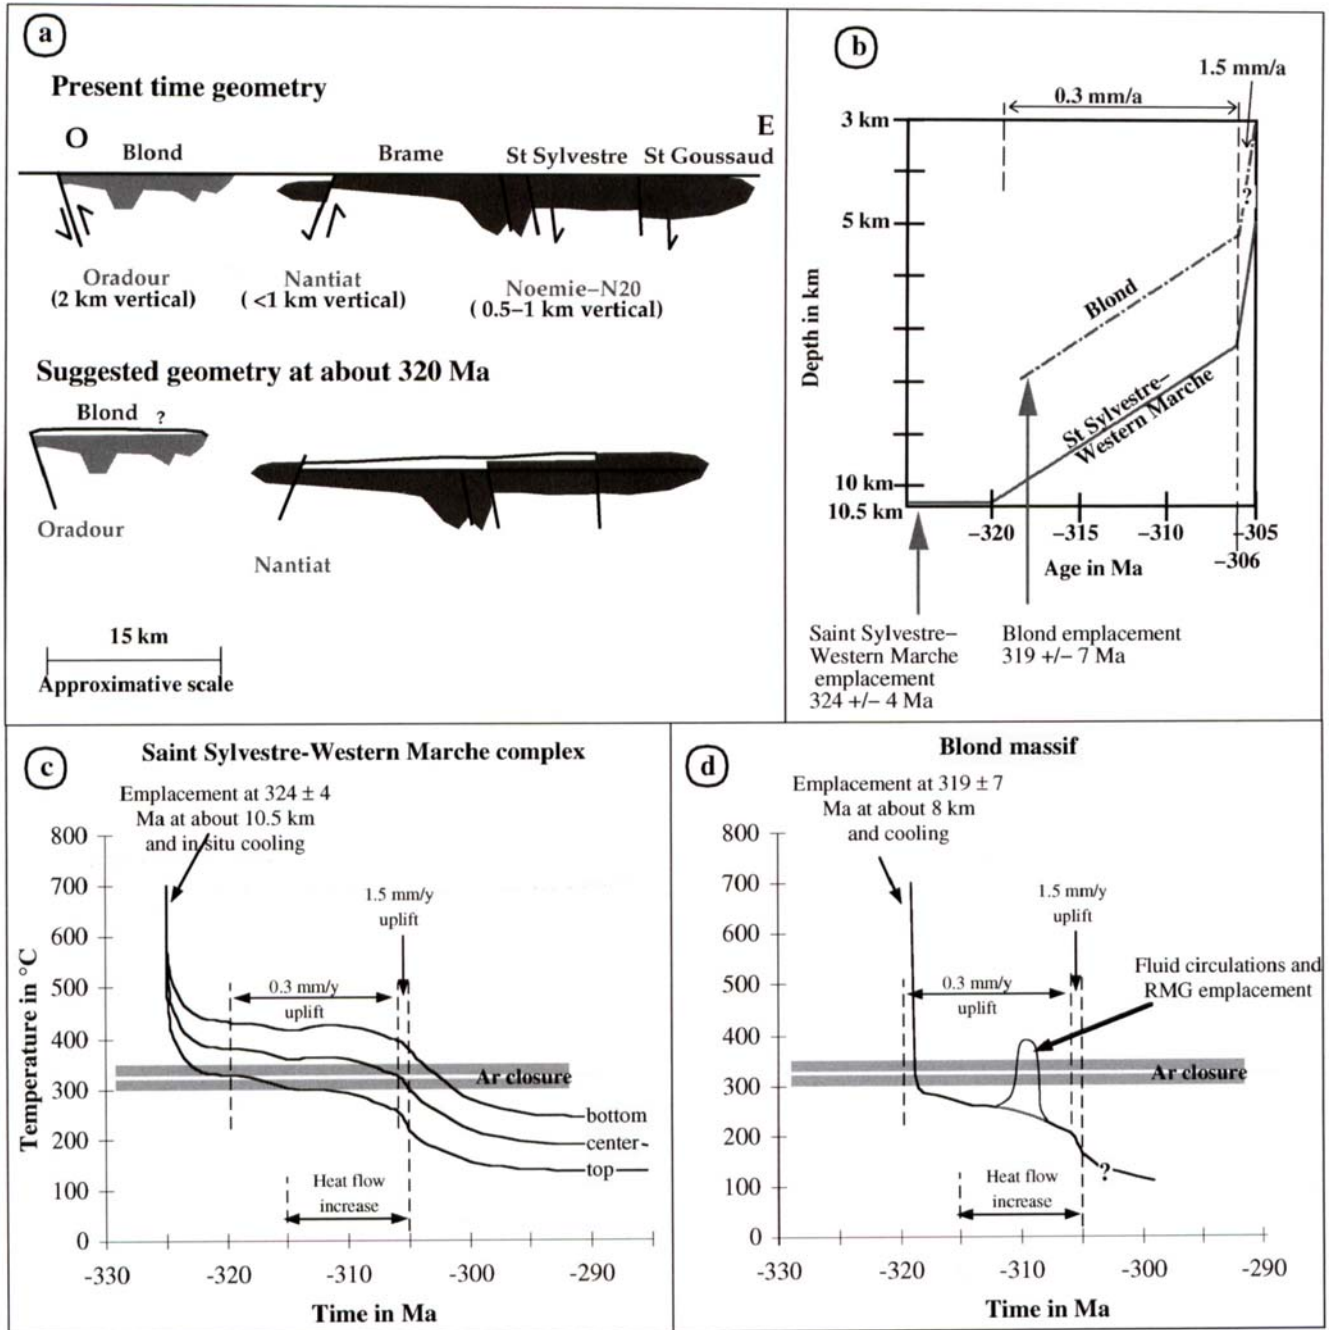 a
Present time geometry
O
E
Blond
Brame
St Sylvestre
St Goussaud
Oradour
(2 km vertical)
Nantiat
( <1 km vertical)
Noemie–N20
( 0.5–1 km vertical)
Suggested geometry at about 320 Ma
Blond ?
Oradour
Nantiat
15 km
Approximative scale
b
1.5 mm/a
0.3 mm/a
3 km
5 km
10 km
10.5 km
Depth in km
?
Blond
St Sylvestre–
Western Marche
–320
–315
–310
–305
–306
Age in Ma
Saint Sylvestre–
Western Marche
emplacement
324 +/– 4 Ma
Blond emplacement
319 +/– 7 Ma
c
Saint Sylvestre-Western Marche complex
Emplacement at 324 ± 4
Ma at about 10.5 km
and in situ cooling
1.5 mm/y
uplift
0.3 mm/y
uplift
Ar closure
bottom
center
top
Heat flow
increase
800
700
600
500
400
300
200
100
0
Temperature in °C
-330
-320
-310
-300
-290
Time in Ma
d
Blond massif
Emplacement at 319 ± 7
Ma at about 8 km
and cooling
1.5 mm/y
uplift
Fluid circulations and
RMG emplacement
0.3 mm/y
uplift
Ar closure
?
Heat flow
increase
800
700
600
500
400
300
200
100
0
-330
-320
-310
-300
-290
Time in Ma